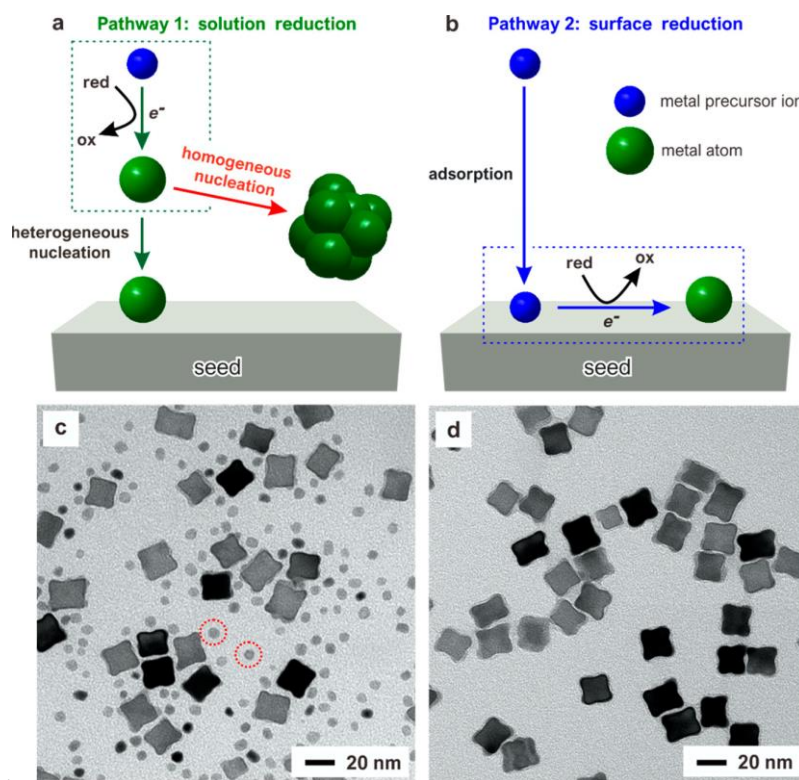 a Pathway 1: solution reduction
red
e⁻
ox
homogeneous
nucleation
heterogeneous
nucleation
seed
b Pathway 2: surface reduction
metal precursor ion
metal atom
adsorption
red
ox
e⁻
seed
c
20 nm
d
20 nm